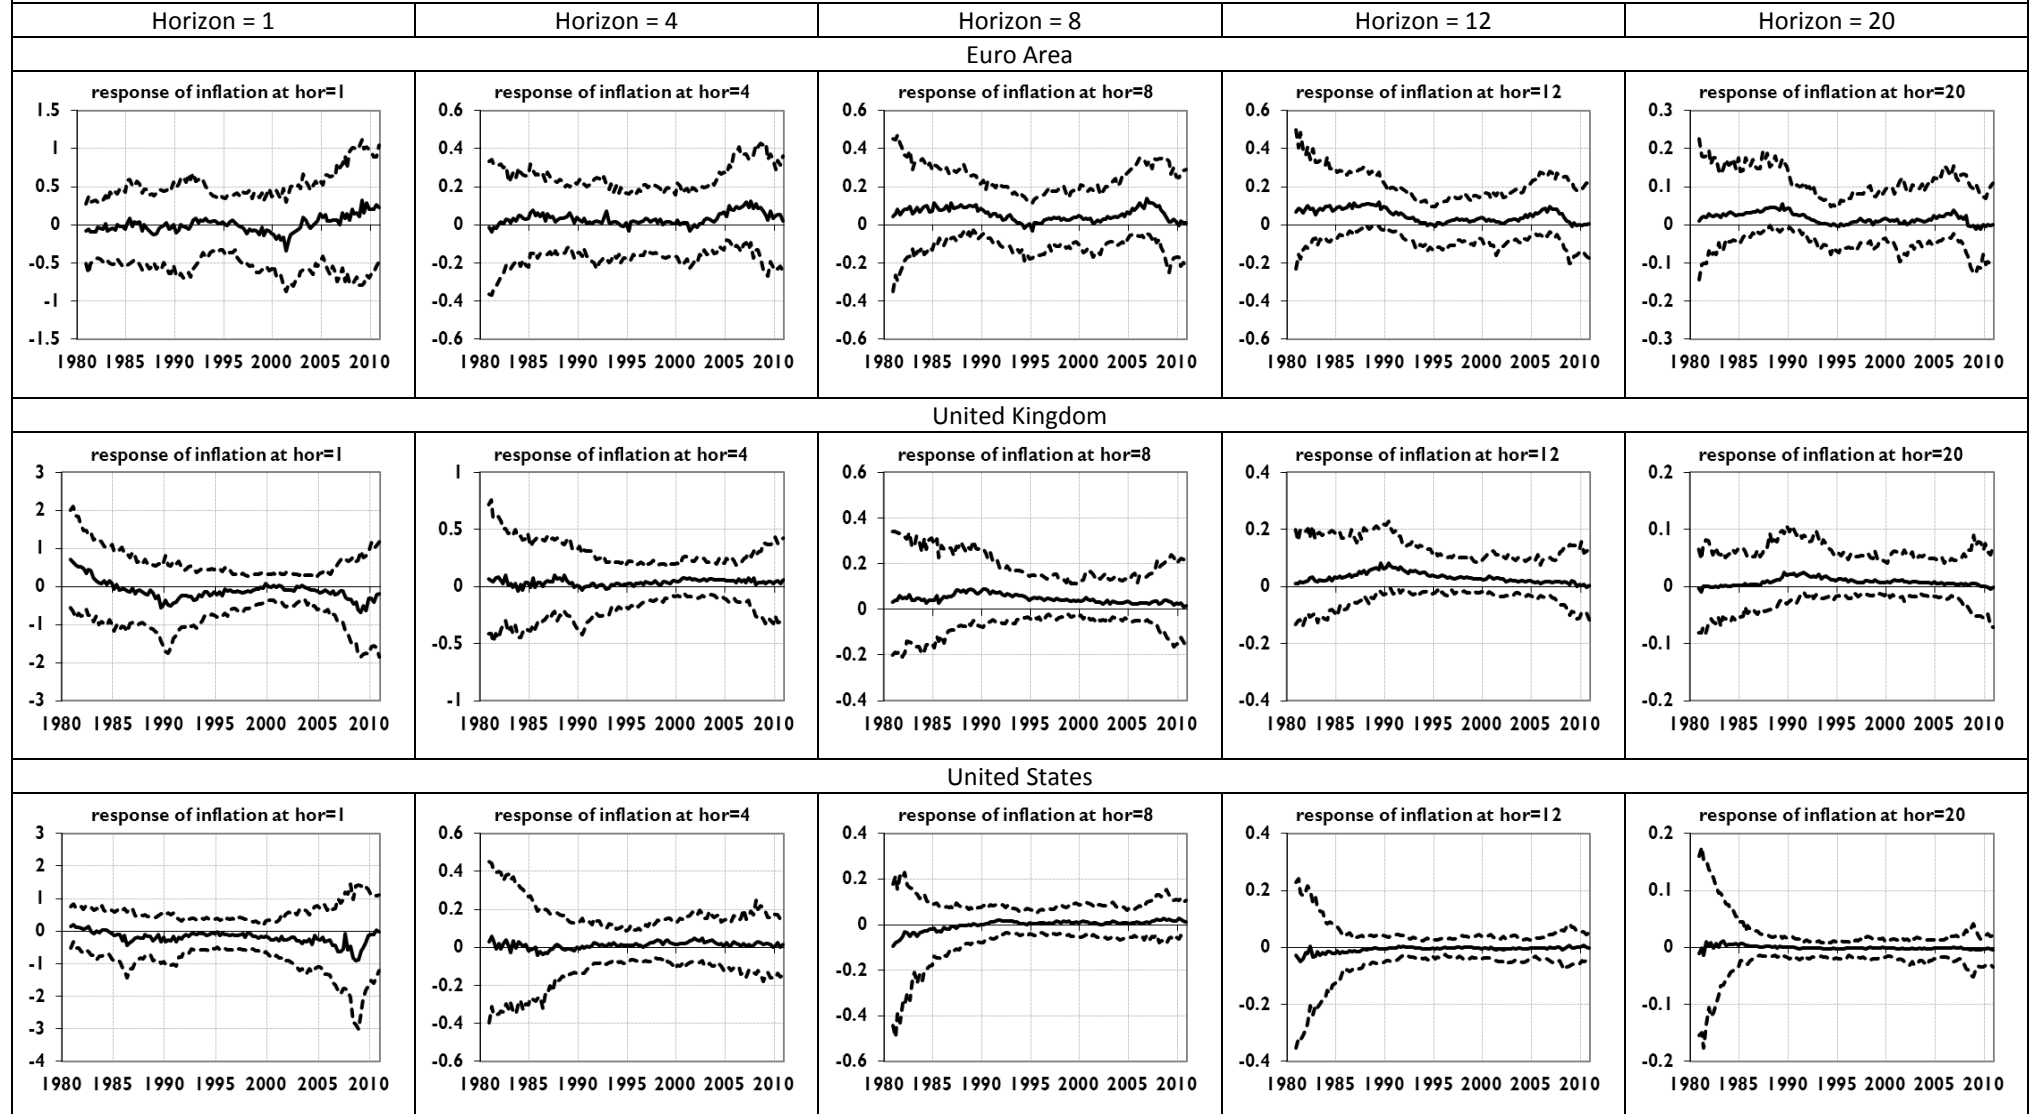 Horizon = 1 Horizon = 4 Horizon = 8 Horizon = 12 Horizon = 20
Euro Area
response of inflation at hor=1
1.5
1
0.5
0
-0.5
-1
-1.5
1980 1985 1990 1995 2000 2005 2010
response of inflation at hor=4
0.6
0.4
0.2
0
-0.2
-0.4
-0.6
1980 1985 1990 1995 2000 2005 2010
response of inflation at hor=8
0.6
0.4
0.2
0
-0.2
-0.4
-0.6
1980 1985 1990 1995 2000 2005 2010
response of inflation at hor=12
0.6
0.4
0.2
0
-0.2
-0.4
-0.6
1980 1985 1990 1995 2000 2005 2010
response of inflation at hor=20
0.3
0.2
0.1
0
-0.1
-0.2
-0.3
1980 1985 1990 1995 2000 2005 2010
United Kingdom
response of inflation at hor=1
3
2
1
0
-1
-2
-3
1980 1985 1990 1995 2000 2005 2010
response of inflation at hor=4
1
0.5
0
-0.5
-1
1980 1985 1990 1995 2000 2005 2010
response of inflation at hor=8
0.6
0.4
0.2
0
-0.2
-0.4
1980 1985 1990 1995 2000 2005 2010
response of inflation at hor=12
0.4
0.2
0
-0.2
-0.4
1980 1985 1990 1995 2000 2005 2010
response of inflation at hor=20
0.2
0.1
0
-0.1
-0.2
1980 1985 1990 1995 2000 2005 2010
United States
response of inflation at hor=1
3
2
1
0
-1
-2
-3
-4
1980 1985 1990 1995 2000 2005 2010
response of inflation at hor=4
0.6
0.4
0.2
0
-0.2
-0.4
-0.6
1980 1985 1990 1995 2000 2005 2010
response of inflation at hor=8
0.4
0.2
0
-0.2
-0.4
-0.6
1980 1985 1990 1995 2000 2005 2010
response of inflation at hor=12
0.4
0.2
0
-0.2
-0.4
1980 1985 1990 1995 2000 2005 2010
response of inflation at hor=20
0.2
0.1
0
-0.1
-0.2
1980 1985 1990 1995 2000 2005 2010